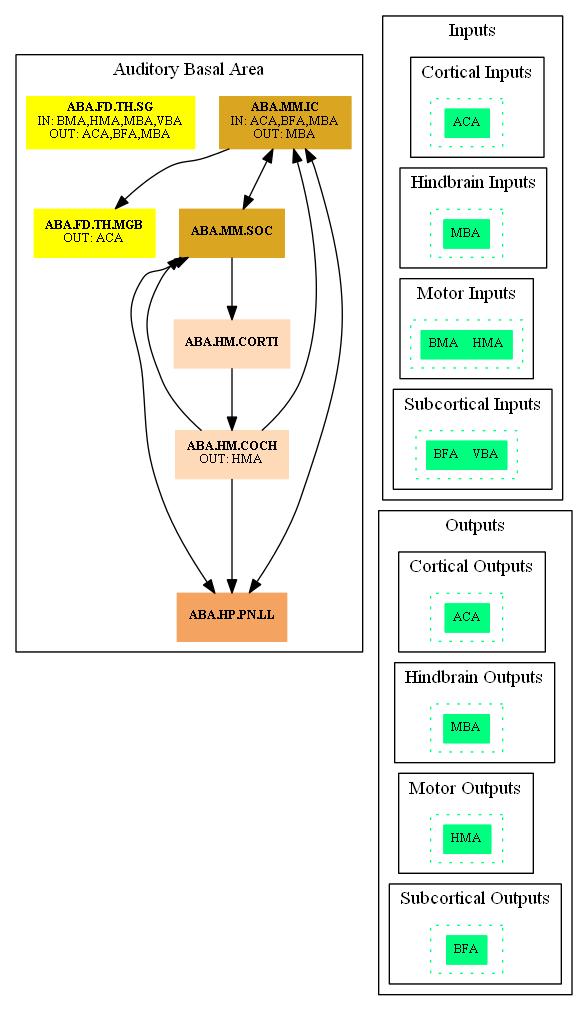 Auditory Basal Area
ABA.FD.TH.SG
IN: BMA,HMA,MBA,VBA
OUT: ACA,BFA,MBA
ABA.MM.IC
IN: ACA,BFA,MBA
OUT: MBA
ABA.FD.TH.MGB
OUT: ACA
ABA.MM.SOC
ABA.HM.CORTI
ABA.HM.COCH
OUT: HMA
ABA.HP.PN.LL
Inputs
Cortical Inputs
ACA
Hindbrain Inputs
MBA
Motor Inputs
BMA HMA
Subcortical Inputs
BFA VBA
Outputs
Cortical Outputs
ACA
Hindbrain Outputs
MBA
Motor Outputs
HMA
Subcortical Outputs
BFA